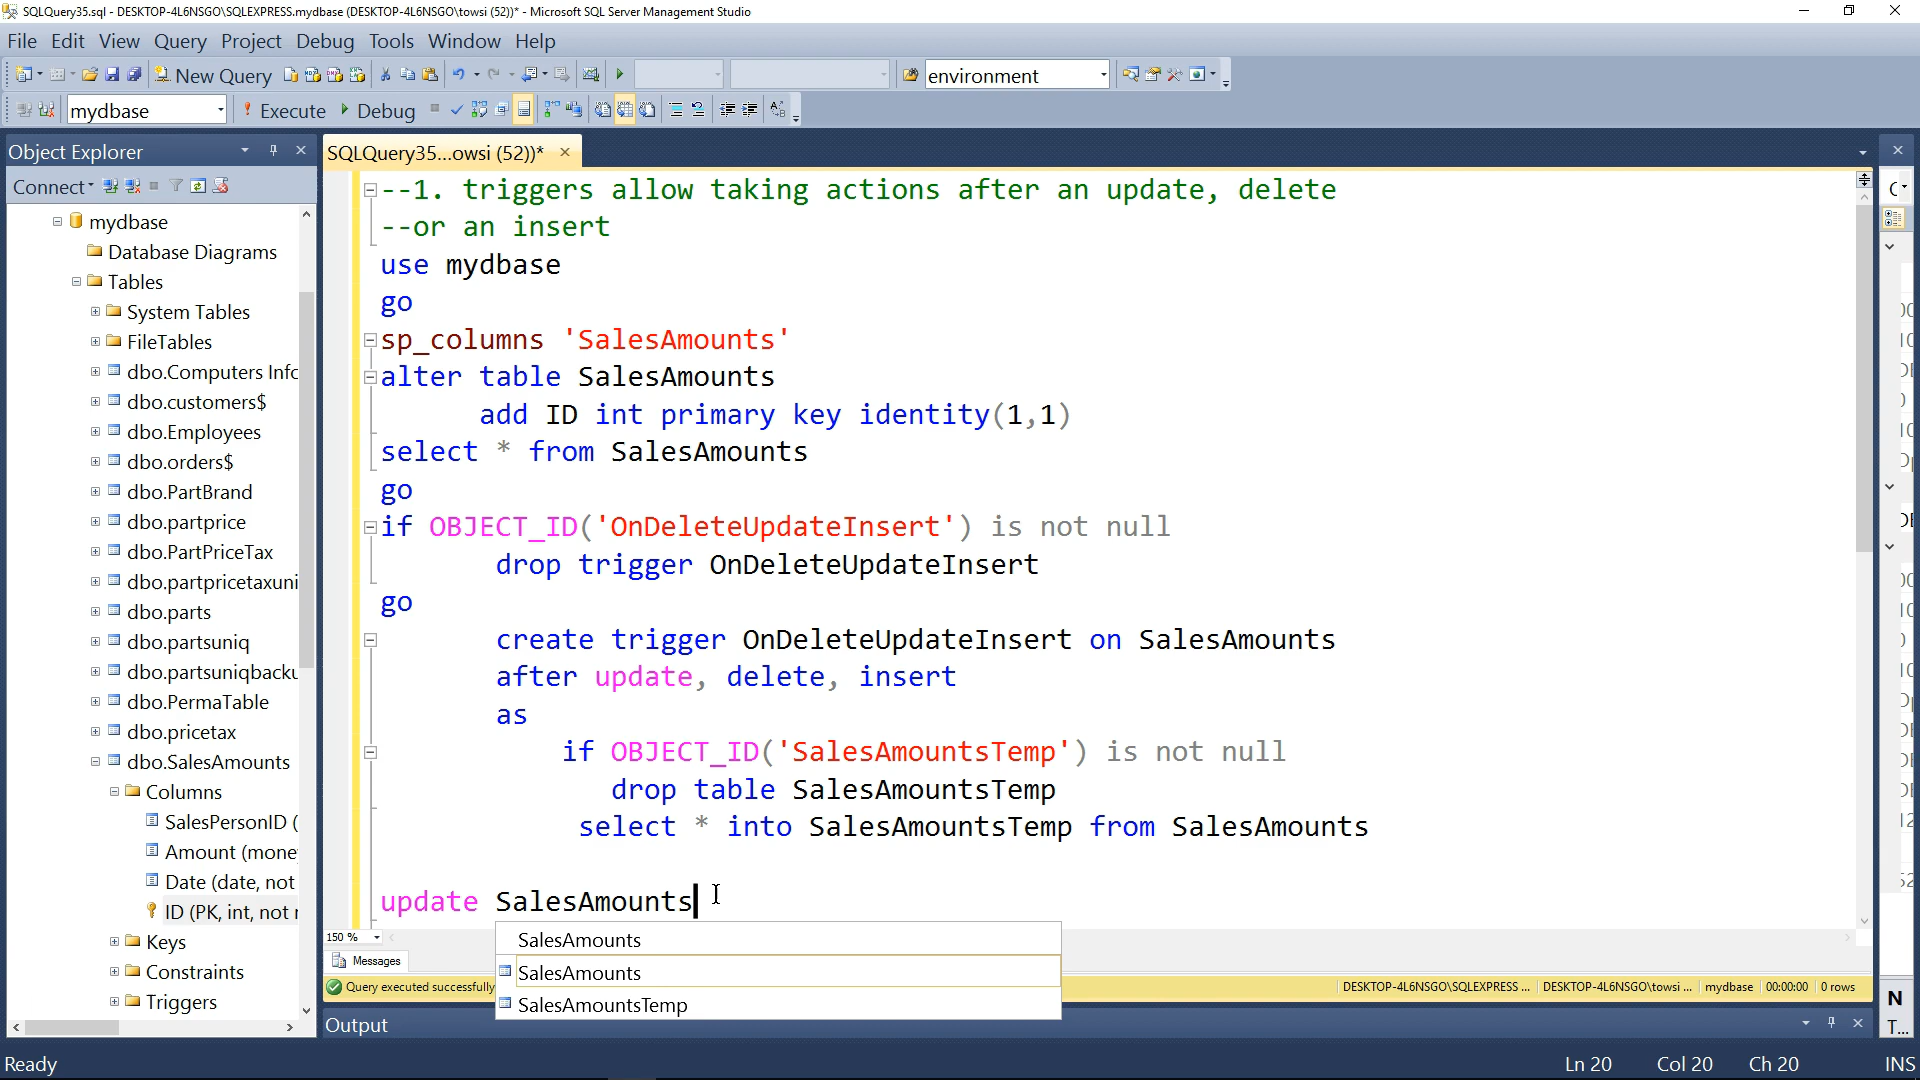 SQLQuery35.sql - DESKTOP-4L6NSGO\SQLEXPRESS.mydbase (DESKTOP-4L6NSGO\towsi (52))* - Microsoft SQL Server Management Studio
File Edit View Query Project Debug Tools Window Help
New Query environment
mydbase Execute Debug
Object Explorer
SQLQuery35...owsi (52))*
Connect
mydbase
Database Diagrams
Tables
System Tables
FileTables
dbo.Computers Info
dbo.customers$
dbo.Employees
dbo.orders$
dbo.PartBrand
dbo.partprice
dbo.PartPriceTax
dbo.partpricetaxuni
dbo.parts
dbo.partsuniq
dbo.partsuniqbacku
dbo.PermaTable
dbo.pricetax
dbo.SalesAmounts
Columns
SalesPersonID (
Amount (money
Date (date, not
ID (PK, int, not n
Keys
Constraints
Triggers
--1. triggers allow taking actions after an update, delete
--or an insert
use mydbase
go
sp_columns 'SalesAmounts'
alter table SalesAmounts
add ID int primary key identity(1,1)
select * from SalesAmounts
go
if OBJECT_ID('OnDeleteUpdateInsert') is not null
drop trigger OnDeleteUpdateInsert
go
create trigger OnDeleteUpdateInsert on SalesAmounts
after update, delete, insert
as
if OBJECT_ID('SalesAmountsTemp') is not null
drop table SalesAmountsTemp
select * into SalesAmountsTemp from SalesAmounts
update SalesAmounts
SalesAmounts
SalesAmounts
SalesAmountsTemp
150 %
Messages
Query executed successfully
DESKTOP-4L6NSGO\SQLEXPRESS ... DESKTOP-4L6NSGO\towsi ... mydbase 00:00:00 0 rows
Output
N
T...
Ready Ln 20 Col 20 Ch 20 INS